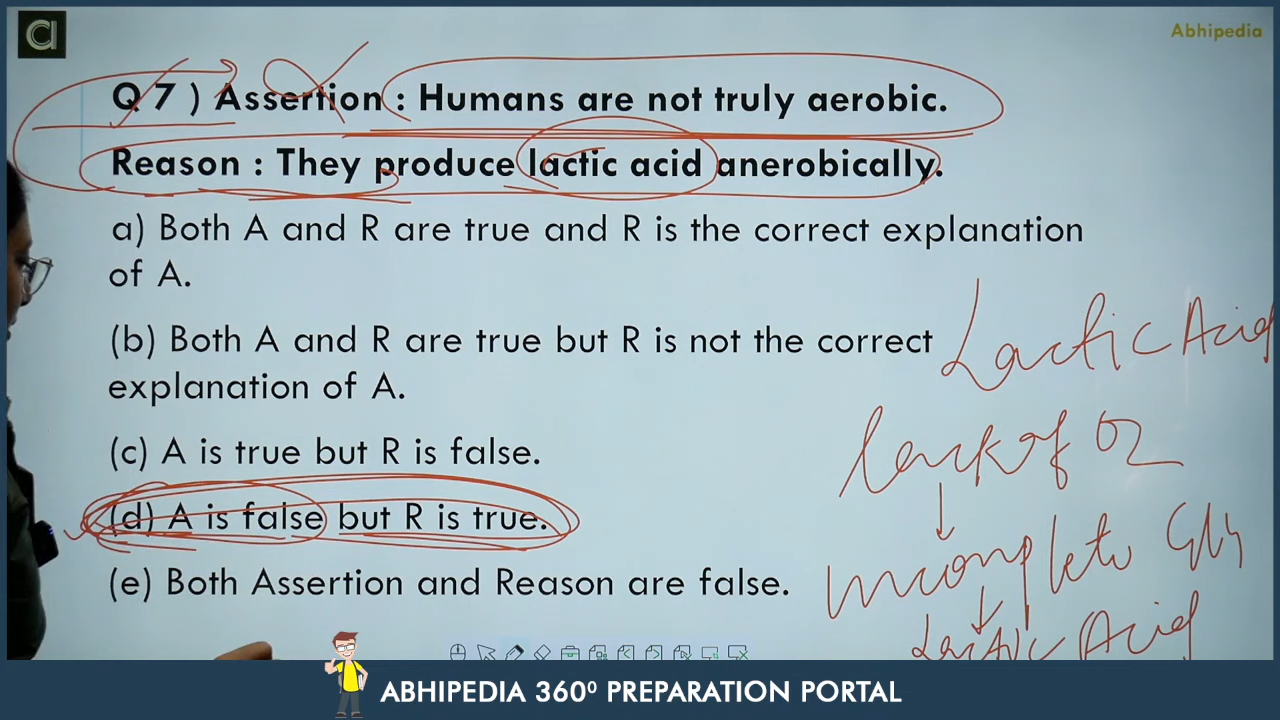 Abhipedia
Q 7 ) Assertion : Humans are not truly aerobic.
Reason : They produce lactic acid anerobically.
a) Both A and R are true and R is the correct explanation
of A.
(b) Both A and R are true but R is not the correct
explanation of A.
(c) A is true but R is false.
(d) A is false but R is true.
(e) Both Assertion and Reason are false.
Lactic Acid
lack of O2
Lactic Acid
ABHIPEDIA 360⁰ PREPARATION PORTAL